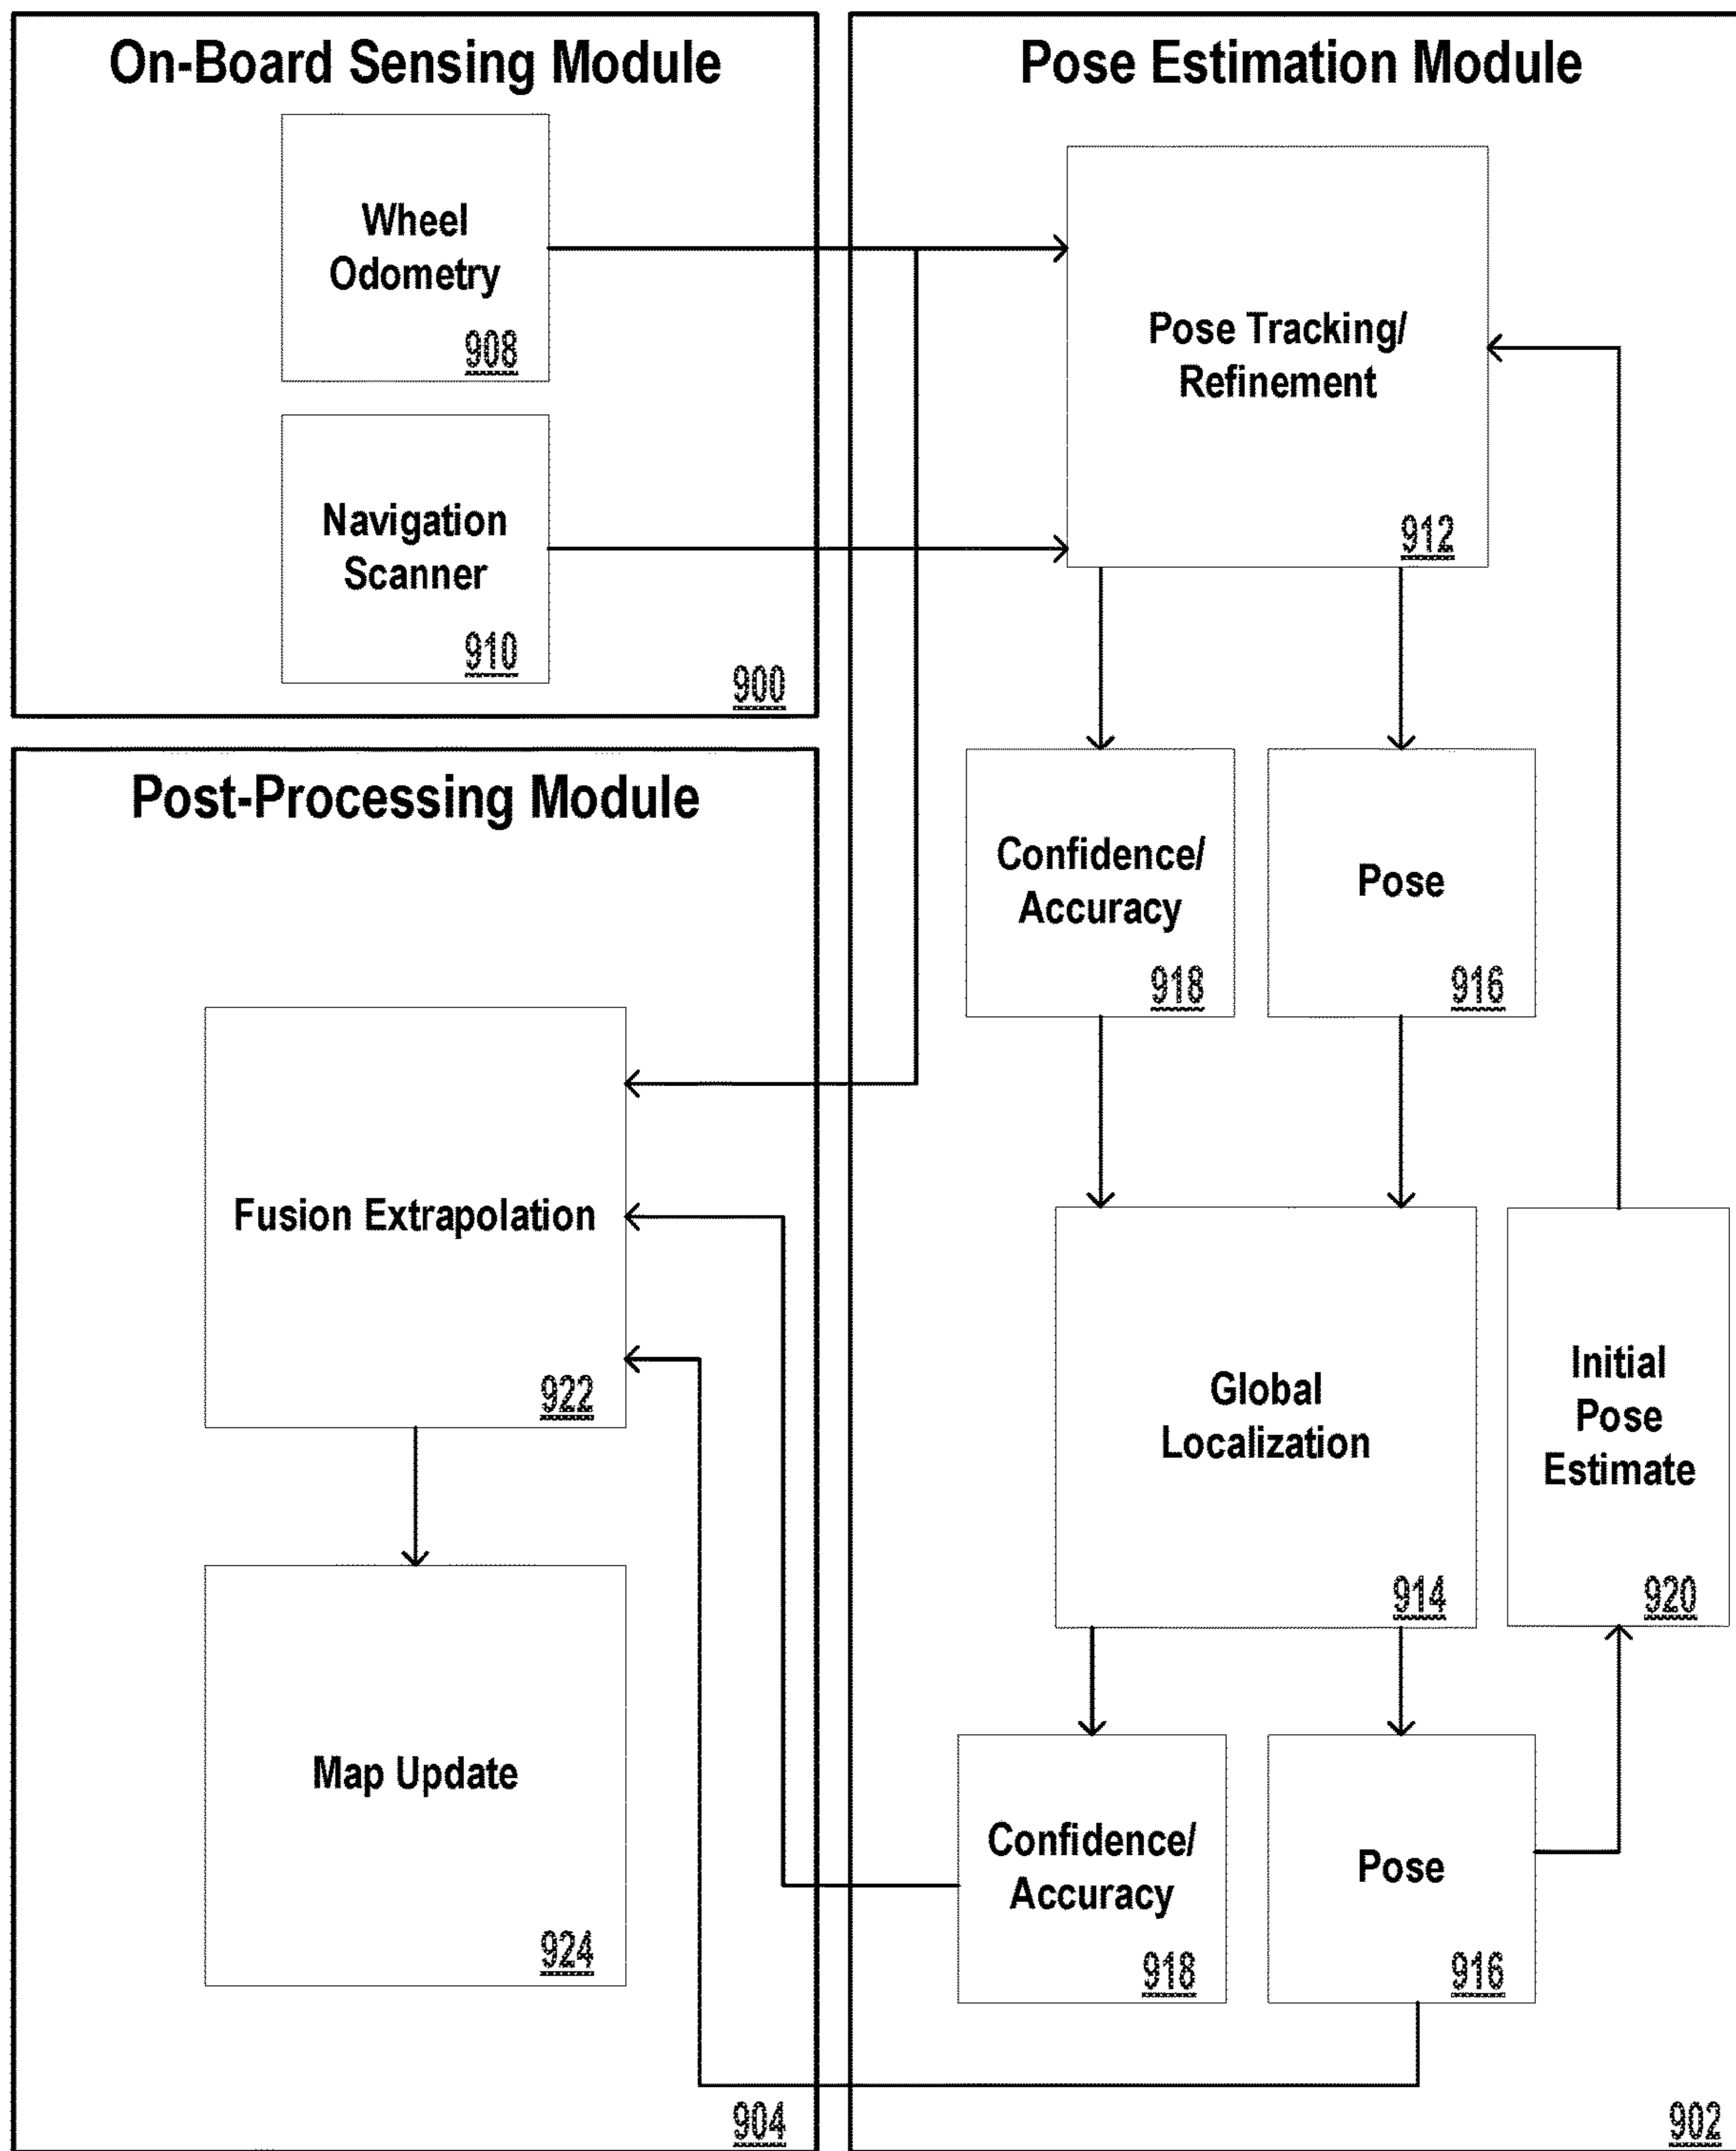 On-Board Sensing Module
Wheel
Odometry
908
Navigation
Scanner
910
900
Pose Estimation Module
Pose Tracking/
Refinement
912
Confidence/
Accuracy
918
Pose
916
Global
Localization
914
Initial
Pose
Estimate
920
Confidence/
Accuracy
918
Pose
916
902
Post-Processing Module
Fusion Extrapolation
922
Map Update
924
904